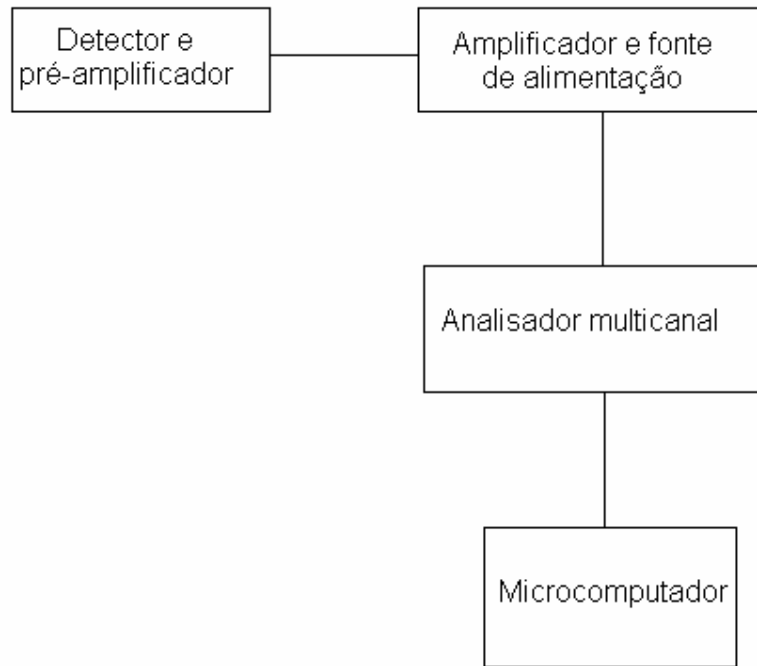 Detector e
pré-amplificador
Amplificador e fonte
de alimentação
Analisador multicanal
Microcomputador